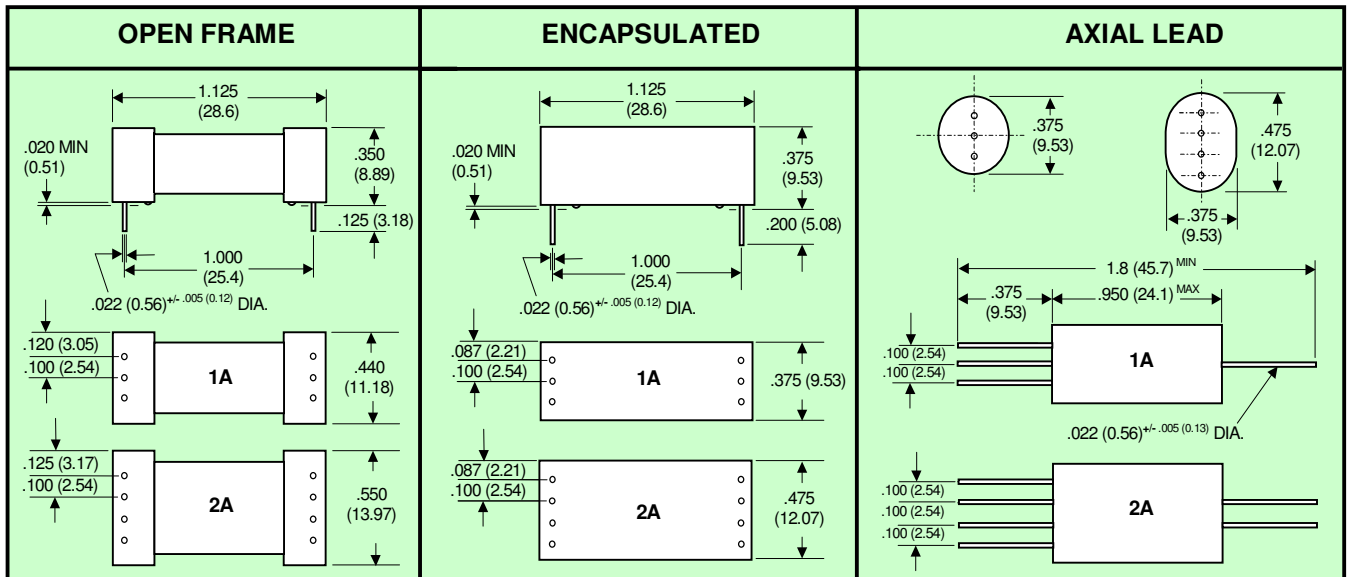 OPEN FRAME
1.125
(28.6)
.020 MIN
(0.51)
.350
(8.89)
.125 (3.18)
1.000
(25.4)
.022 (0.56)+/- .005 (0.12) DIA.
.120 (3.05)
.100 (2.54)
1A
.440
(11.18)
.125 (3.17)
.100 (2.54)
2A
.550
(13.97)
ENCAPSULATED
1.125
(28.6)
.020 MIN
(0.51)
.375
(9.53)
.200 (5.08)
1.000
(25.4)
.022 (0.56)+/- .005 (0.12) DIA.
.087 (2.21)
.100 (2.54)
1A
.375 (9.53)
.087 (2.21)
.100 (2.54)
2A
.475
(12.07)
AXIAL LEAD
.375
(9.53)
.475
(12.07)
.375
(9.53)
1.8 (45.7) MIN
.375
(9.53)
.950 (24.1) MAX
.100 (2.54)
.100 (2.54)
1A
.022 (0.56)+/- .005 (0.13) DIA.
.100 (2.54)
.100 (2.54)
.100 (2.54)
2A